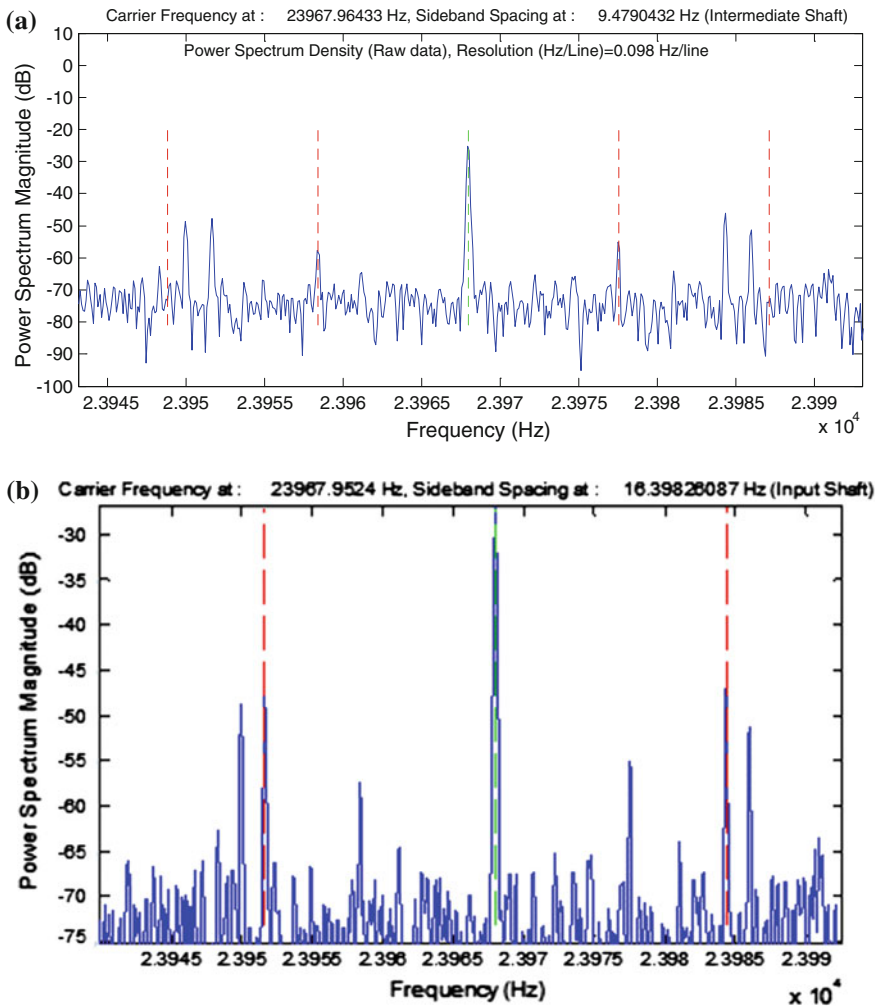 (a)
Carrier Frequency at : 23967.96433 Hz, Sideband Spacing at : 9.4790432 Hz (Intermediate Shaft)
Power Spectrum Density (Raw data), Resolution (Hz/Line)=0.098 Hz/line
Power Spectrum Magnitude (dB)
10
0
-10
-20
-30
-40
-50
-60
-70
-80
-90
-100
2.3945 2.395 2.3955 2.396 2.3965 2.397 2.3975 2.398 2.3985 2.399
x 10⁴
Frequency (Hz)
(b)
Carrier Frequency at : 23967.9524 Hz, Sideband Spacing at : 16.39826087 Hz (Input Shaft)
Power Spectrum Magnitude (dB)
-30
-35
-40
-45
-50
-55
-60
-65
-70
-75
2.3945 2.395 2.3955 2.396 2.3965 2.397 2.3975 2.398 2.3985 2.399
Frequency (Hz)
x 10⁴